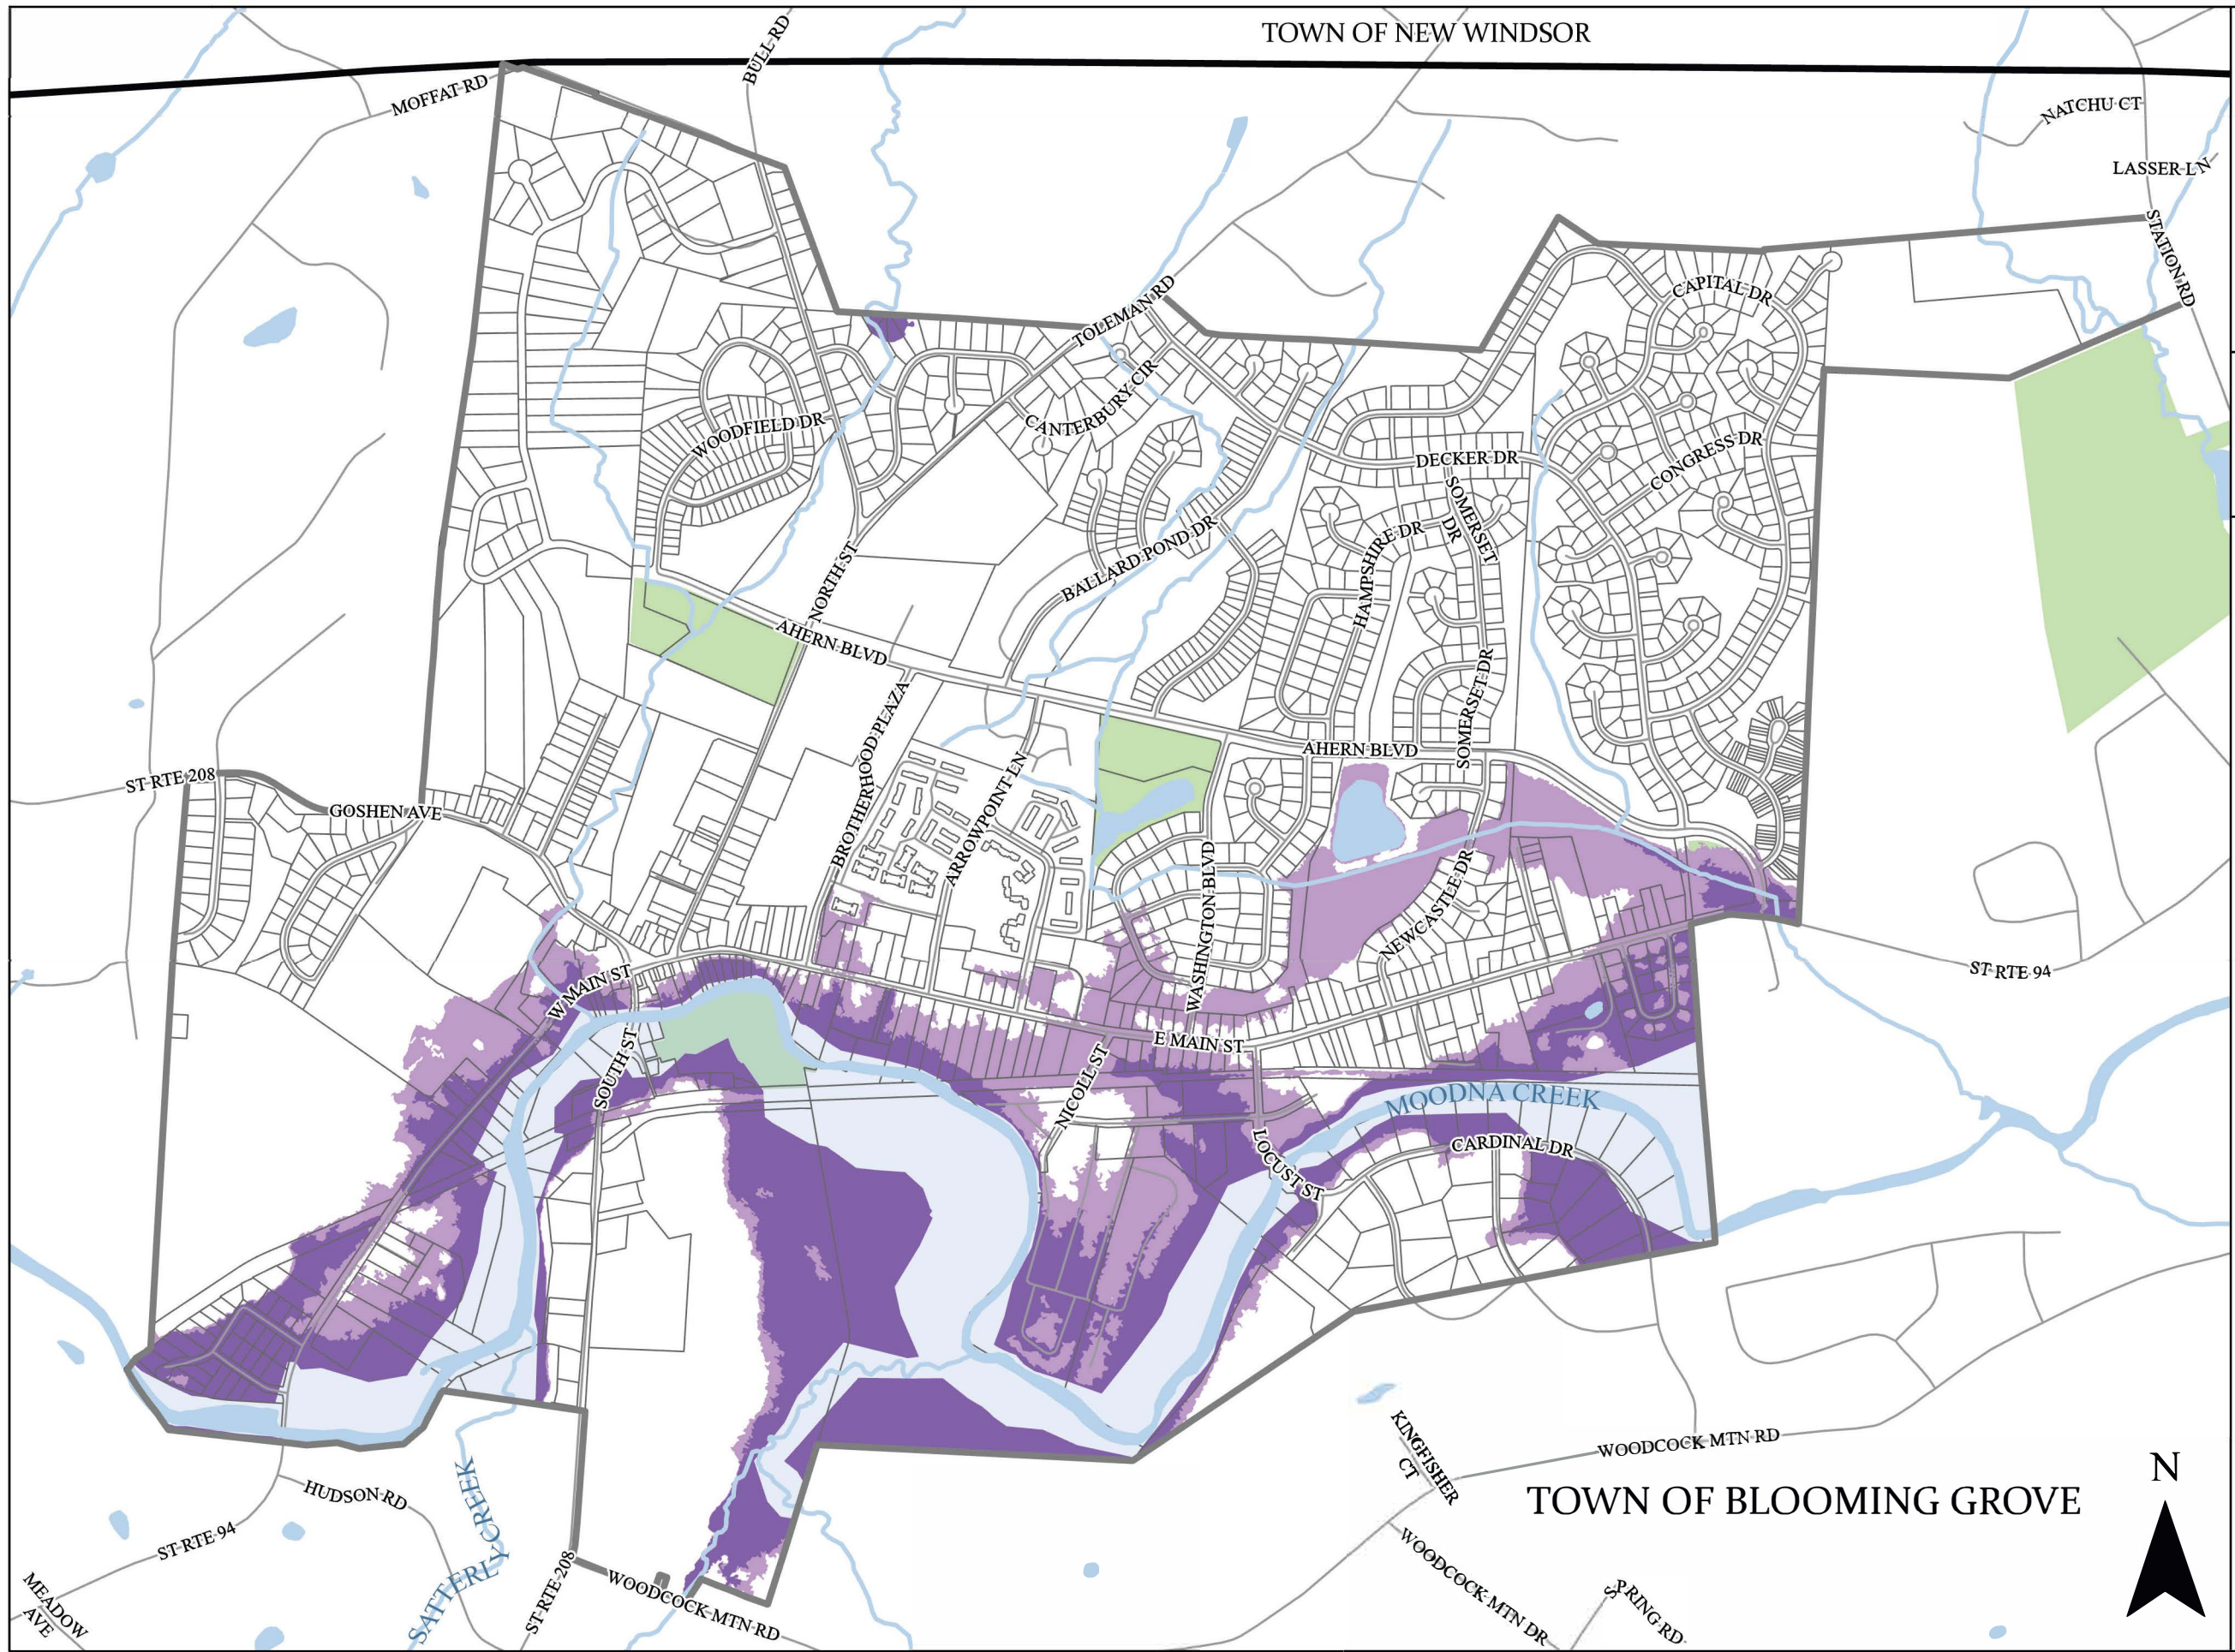 TOWN OF NEW WINDSOR
BULL RD
MOFFAT RD
NATCHU CT
LASSER LN
STATION RD
TOLEMAN RD
CAPITAL DR
CANTERBURY CIR
WOODFIELD DR
DECKER DR
CONGRESS DR
SOMERSET
DR
HAMPSHIRE DR
BALLARD POND DR
NORTH ST
AHERN BLVD
SOMERSET DR
BROTHERHOOD PLAZA
AHERN BLVD
ARROWPOINT LN
ST RTE 208
GOSHEN AVE
WASHINGTON BLVD
NEWCASTLE DR
W MAIN ST
ST RTE 94
E MAIN ST
SOUTH ST
NICOLL ST
MOODNA CREEK
CARDINAL DR
LOCUST ST
KINGFISHER
CT
WOODCOCK MTN RD
N
HUDSON RD
TOWN OF BLOOMING GROVE
ST RTE 94
SATTERLY CREEK
ST RTE 208
WOODCOCK MTN RD
WOODCOCK MTN DR
SPRING RD
MEADOW
AVE